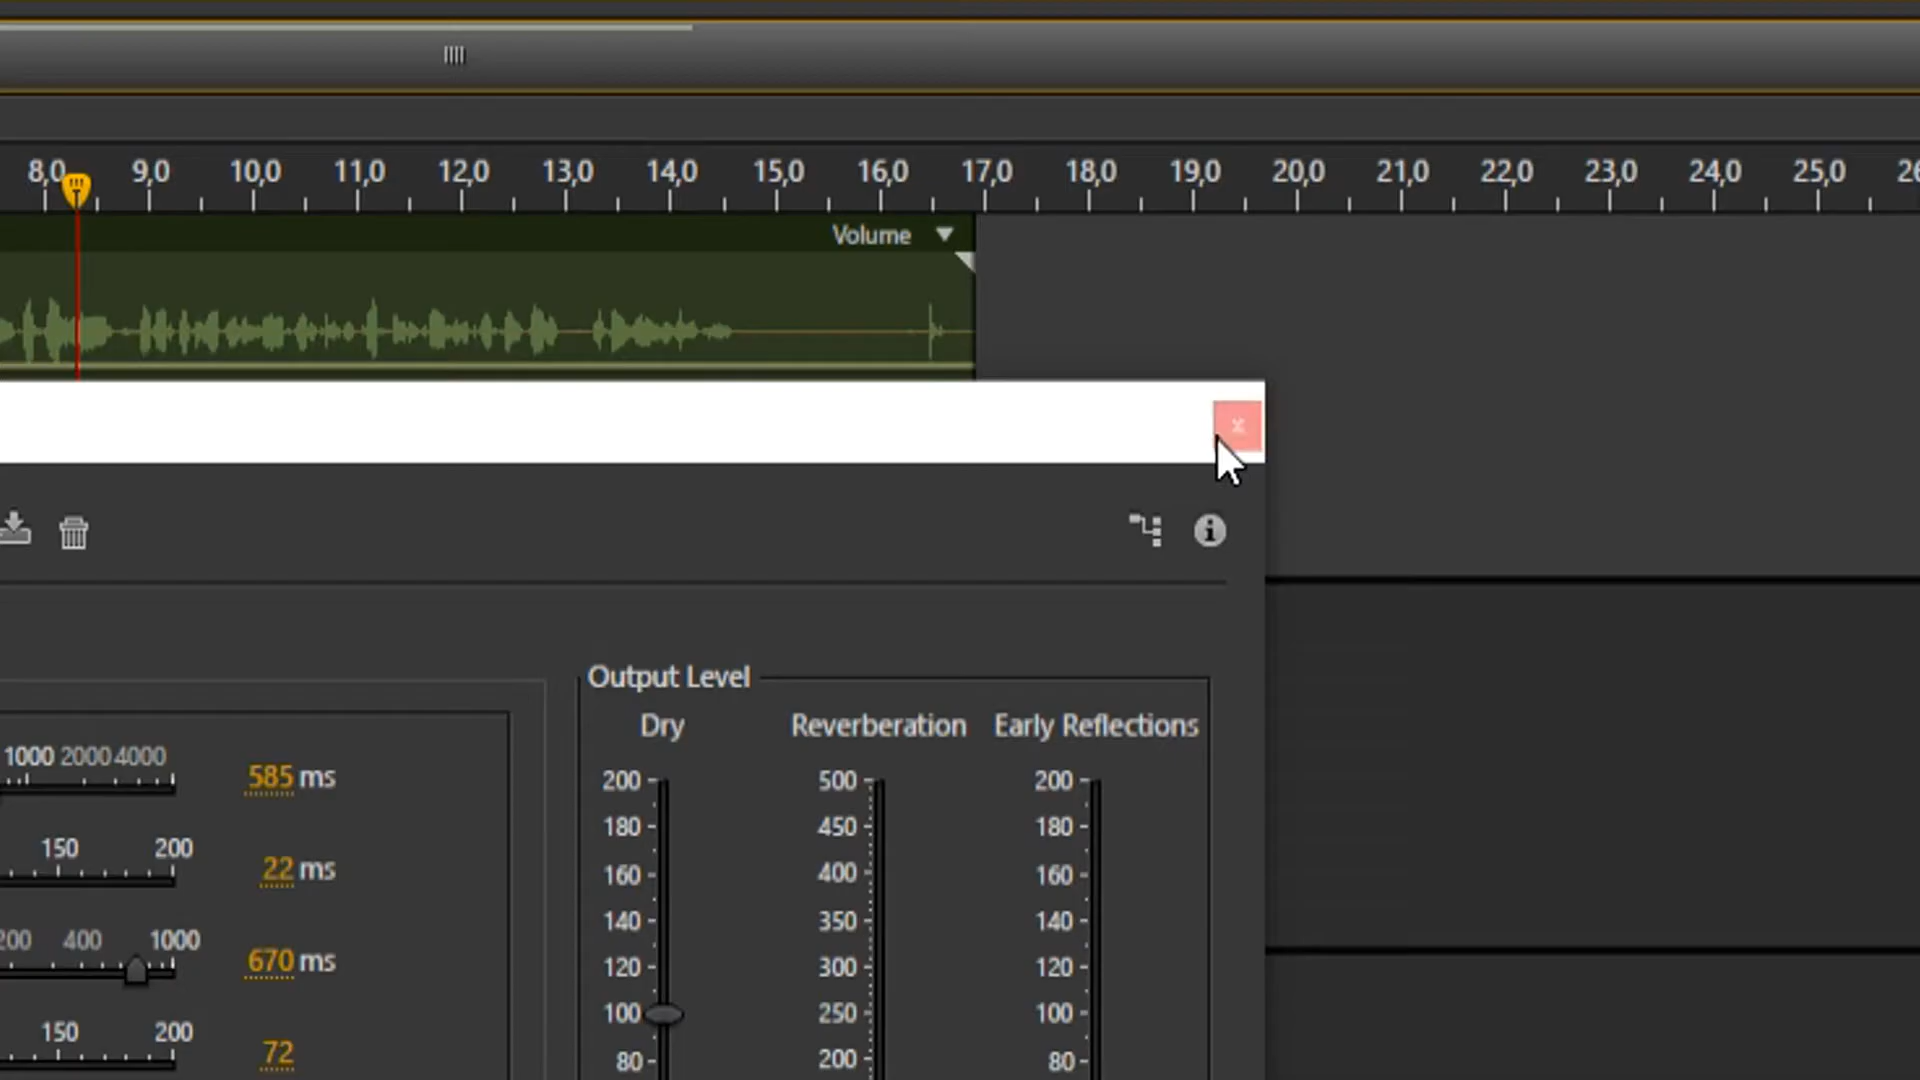 8,0 9,0 10,0 11,0 12,0 13,0 14,0 15,0 16,0 17,0 18,0 19,0 20,0 21,0 22,0 23,0 24,0 25,0 26
Volume
x
Output Level
Dry Reverberation Early Reflections
1000 2000 4000 585 ms
200 500 200
180 450 180
150 200 22 ms
160 400 160
140 350 140
200 400 1000 670 ms
120 300 120
100 250 100
150 200 72
80 200 80